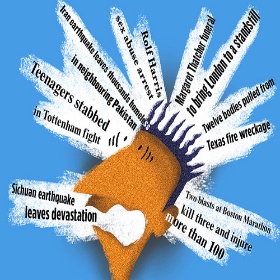 Iran earthquake leaves thousands homeless
in neighbouring Pakistan
Rolf Harris
sex abuse arrest
Margaret Thatcher funeral
to bring London to a standstill
Teenagers stabbed
in Tottenham fight
Twelve bodies pulled from
Texas fire wreckage
Sichuan earthquake
leaves devastation
Two blasts at Boston Marathon
kill three and injure
more than 100